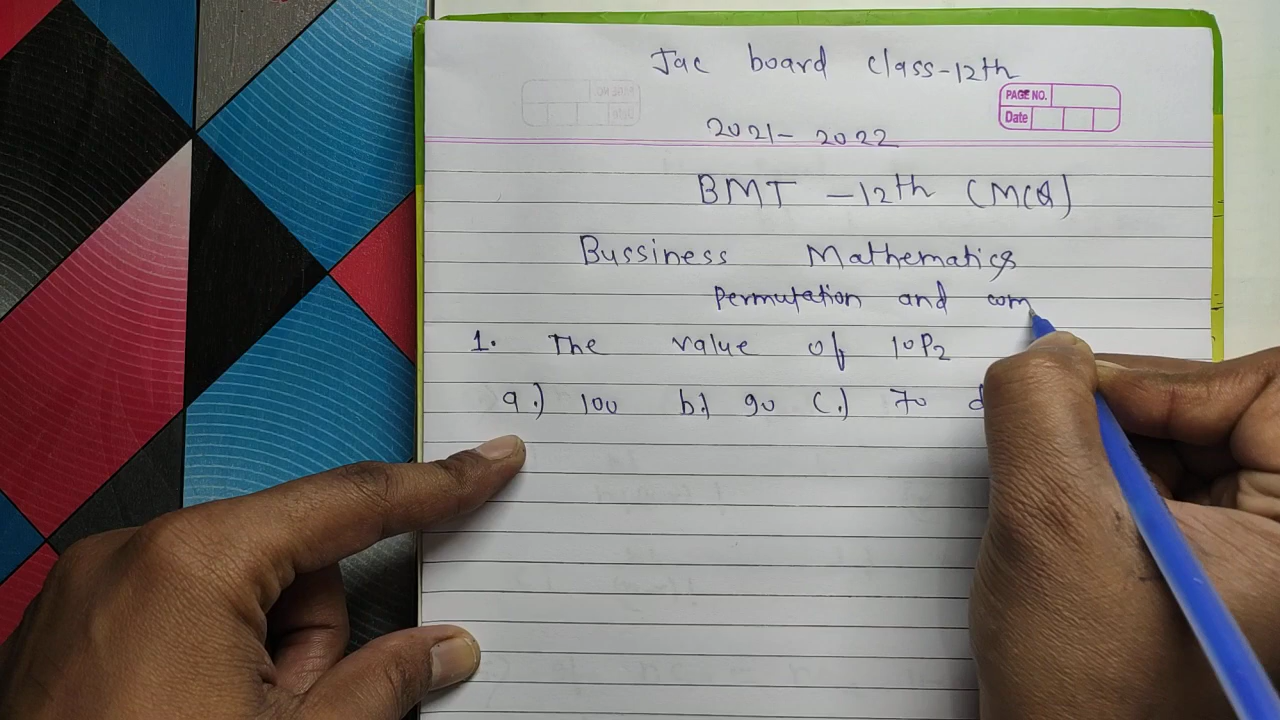 Jac board class-12th
PAGE NO.
Date
2021-2022
BMT -12th (MCQ)
Bussiness Mathematics
Permutation and com
1. The value of 10P2
a.) 100 b.) 90 c.) 70 d